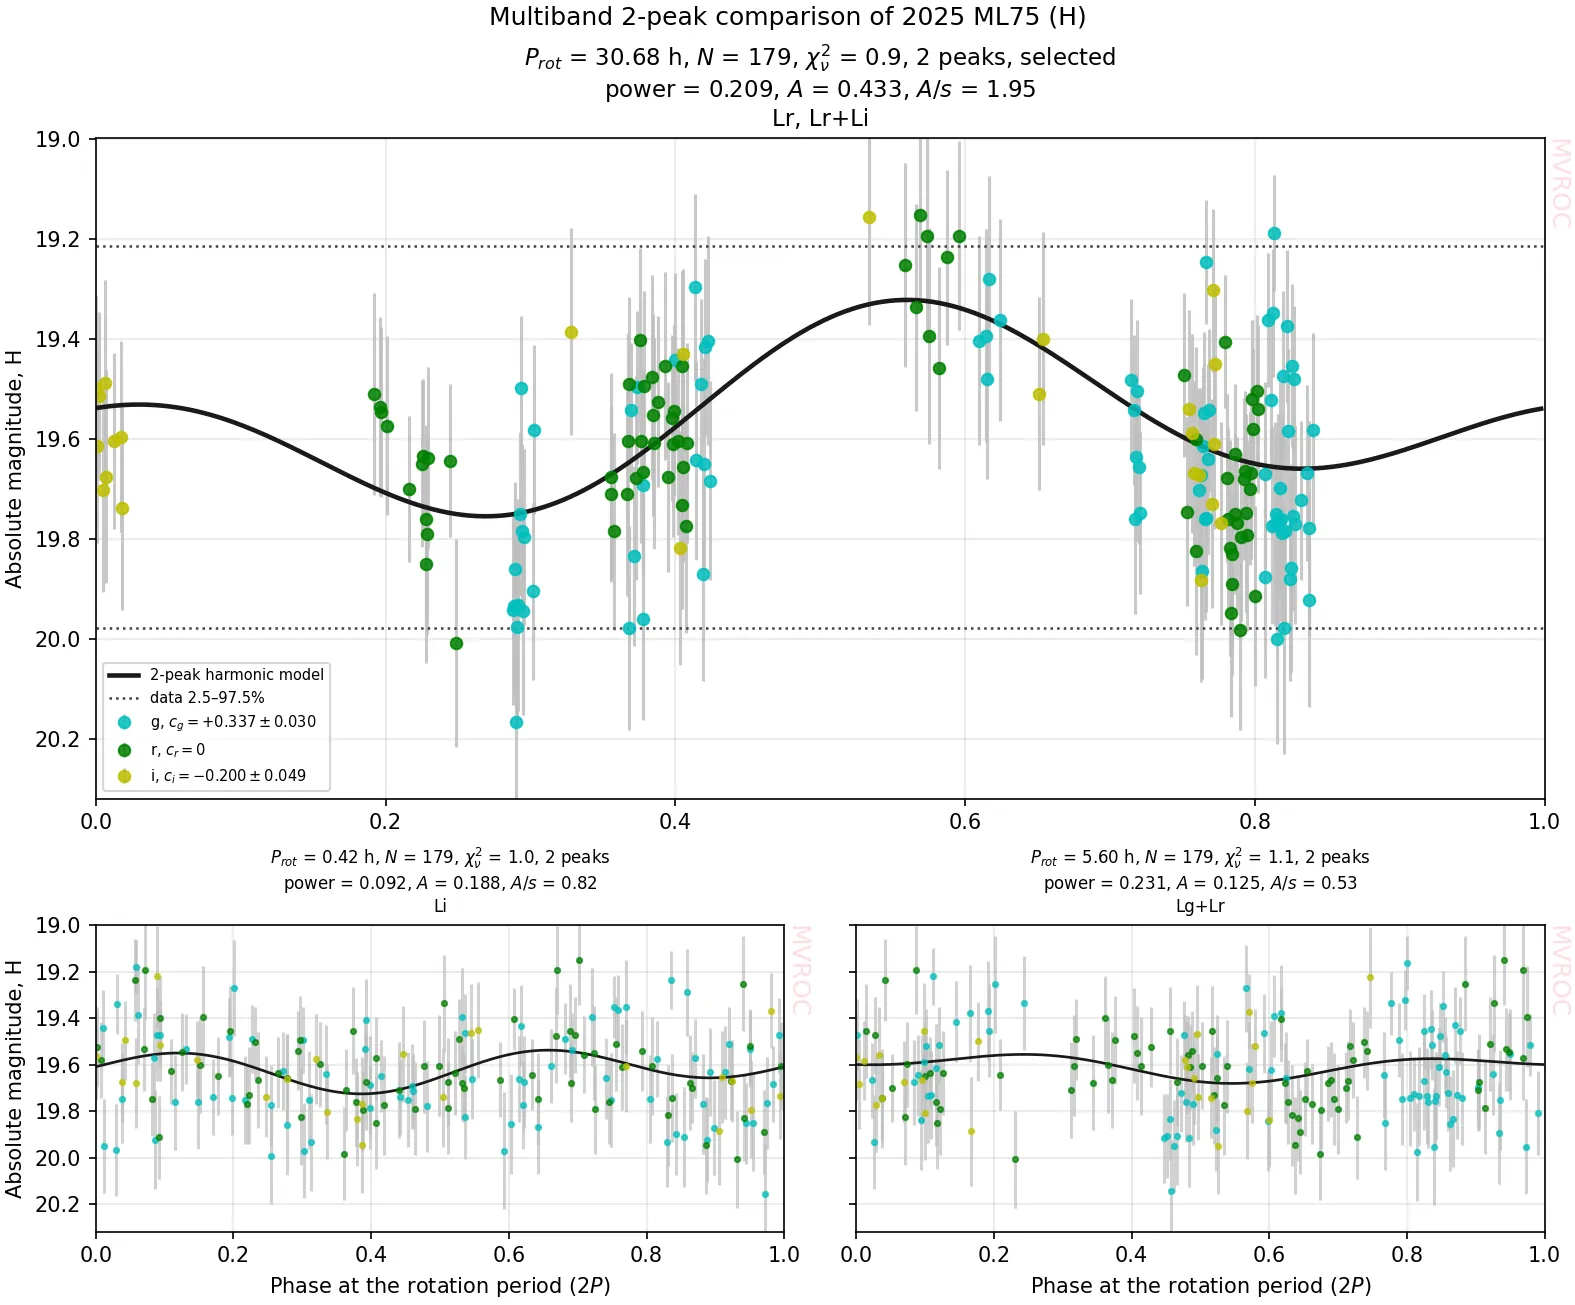 Multiband 2-peak comparison of 2025 ML75 (H)
P_rot = 30.68 h, N = 179, χ²_ν = 0.9, 2 peaks, selected
power = 0.209, A = 0.433, A/s = 1.95
Lr, Lr+Li
MVROC
Absolute magnitude, H
19.0
19.2
19.4
19.6
19.8
20.0
20.2
2-peak harmonic model
data 2.5–97.5%
g, c_g = +0.337 ± 0.030
r, c_r = 0
i, c_i = −0.200 ± 0.049
0.0 0.2 0.4 0.6 0.8 1.0
P_rot = 0.42 h, N = 179, χ²_ν = 1.0, 2 peaks
power = 0.092, A = 0.188, A/s = 0.82
Li
MVROC
Absolute magnitude, H
19.0
19.2
19.4
19.6
19.8
20.0
20.2
0.0 0.2 0.4 0.6 0.8 1.0
Phase at the rotation period (2P)
P_rot = 5.60 h, N = 179, χ²_ν = 1.1, 2 peaks
power = 0.231, A = 0.125, A/s = 0.53
Lg+Lr
MVROC
0.0 0.2 0.4 0.6 0.8 1.0
Phase at the rotation period (2P)